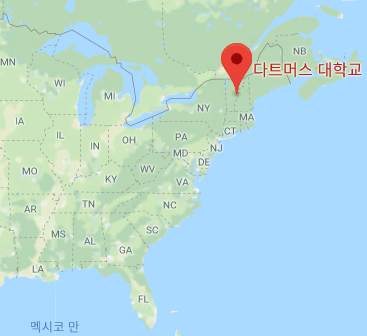 MN
NB
다트머스 대학교
WI
MI
NY
MA
CT
IA
PA
NJ
OH
IL
IN
MD
DE
WV
MO
KY
VA
NC
TN
AR
SC
MS
AL
GA
LA
FL
멕시코 만